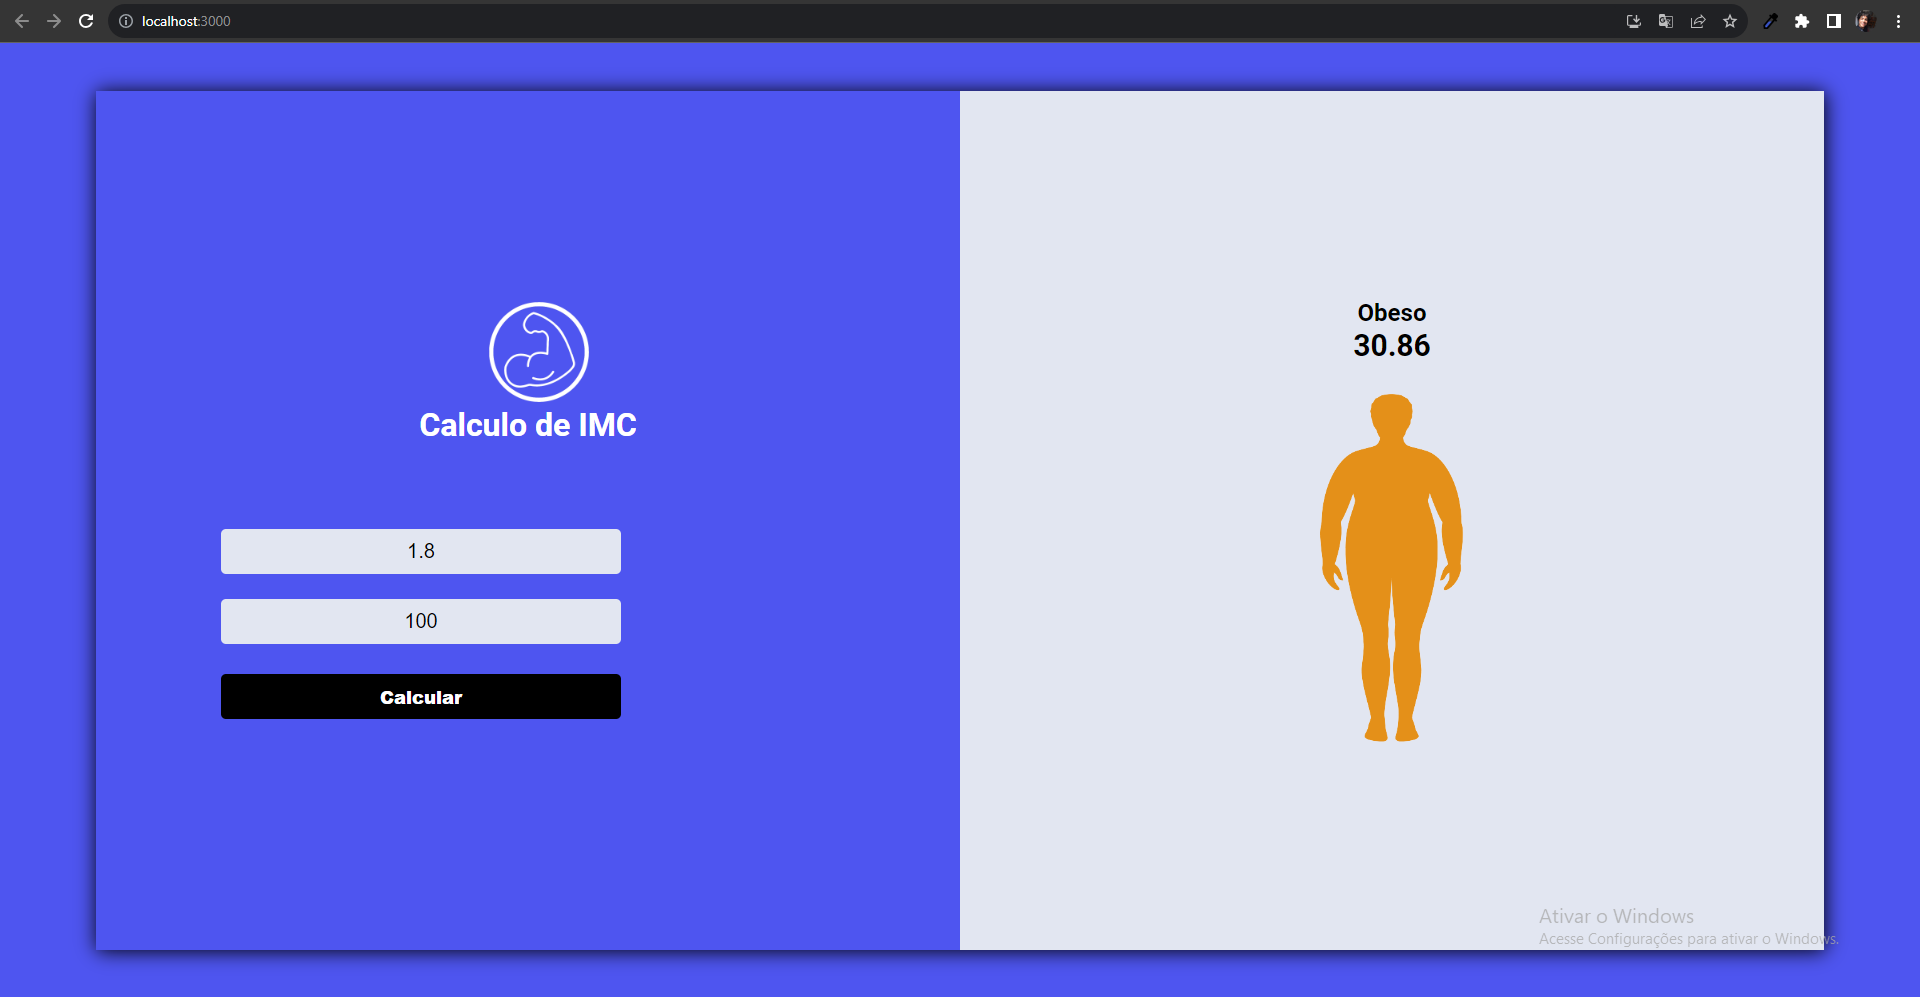 localhost:3000
Calculo de IMC
1.8
100
Calcular
Obeso
30.86
Ativar o Windows
Acesse Configurações para ativar o Windows.